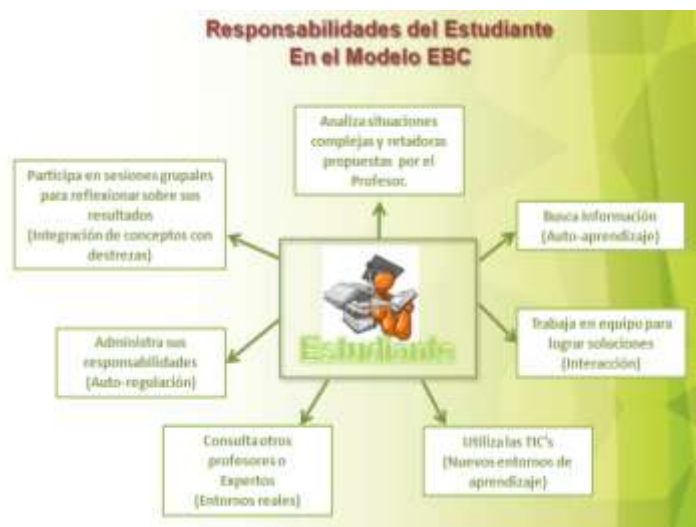 Responsabilidades del Estudiante
En el Modelo EBC
Analiza situaciones
complejas y retadoras
propuestas por el
Profesor.
Participa en sesiones grupales
para reflexionar sobre sus
resultados
(Integración de conceptos con
destrezas)
Busca Información
(Auto-aprendizaje)
Estudiante
Administra sus
responsabilidades
(Auto-regulación)
Trabaja en equipo para
lograr soluciones
(Interacción)
Consulta otros
profesores o
Expertos
(Entornos reales)
Utiliza las TIC's
(Nuevos entornos de
aprendizaje)